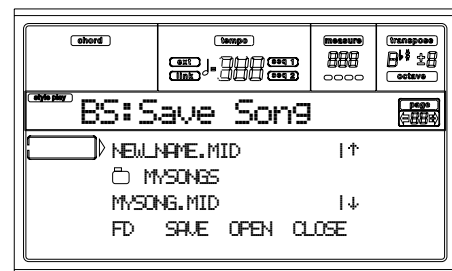 chord
tempo
measure
transpose
ext
link
seq 1
seq 2
octave
style play
BS:Save Song
page
NEW_NAME.MID |↑
MYSONGS
MYSONG.MID |↓
FD SAVE OPEN CLOSE